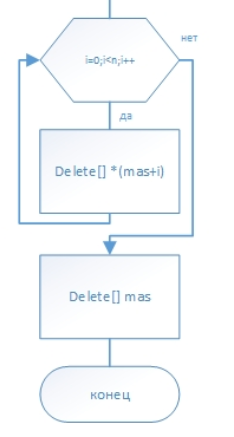 i=0;i<n;i++
нет
да
Delete[] *(mas+i)
Delete[] mas
конец